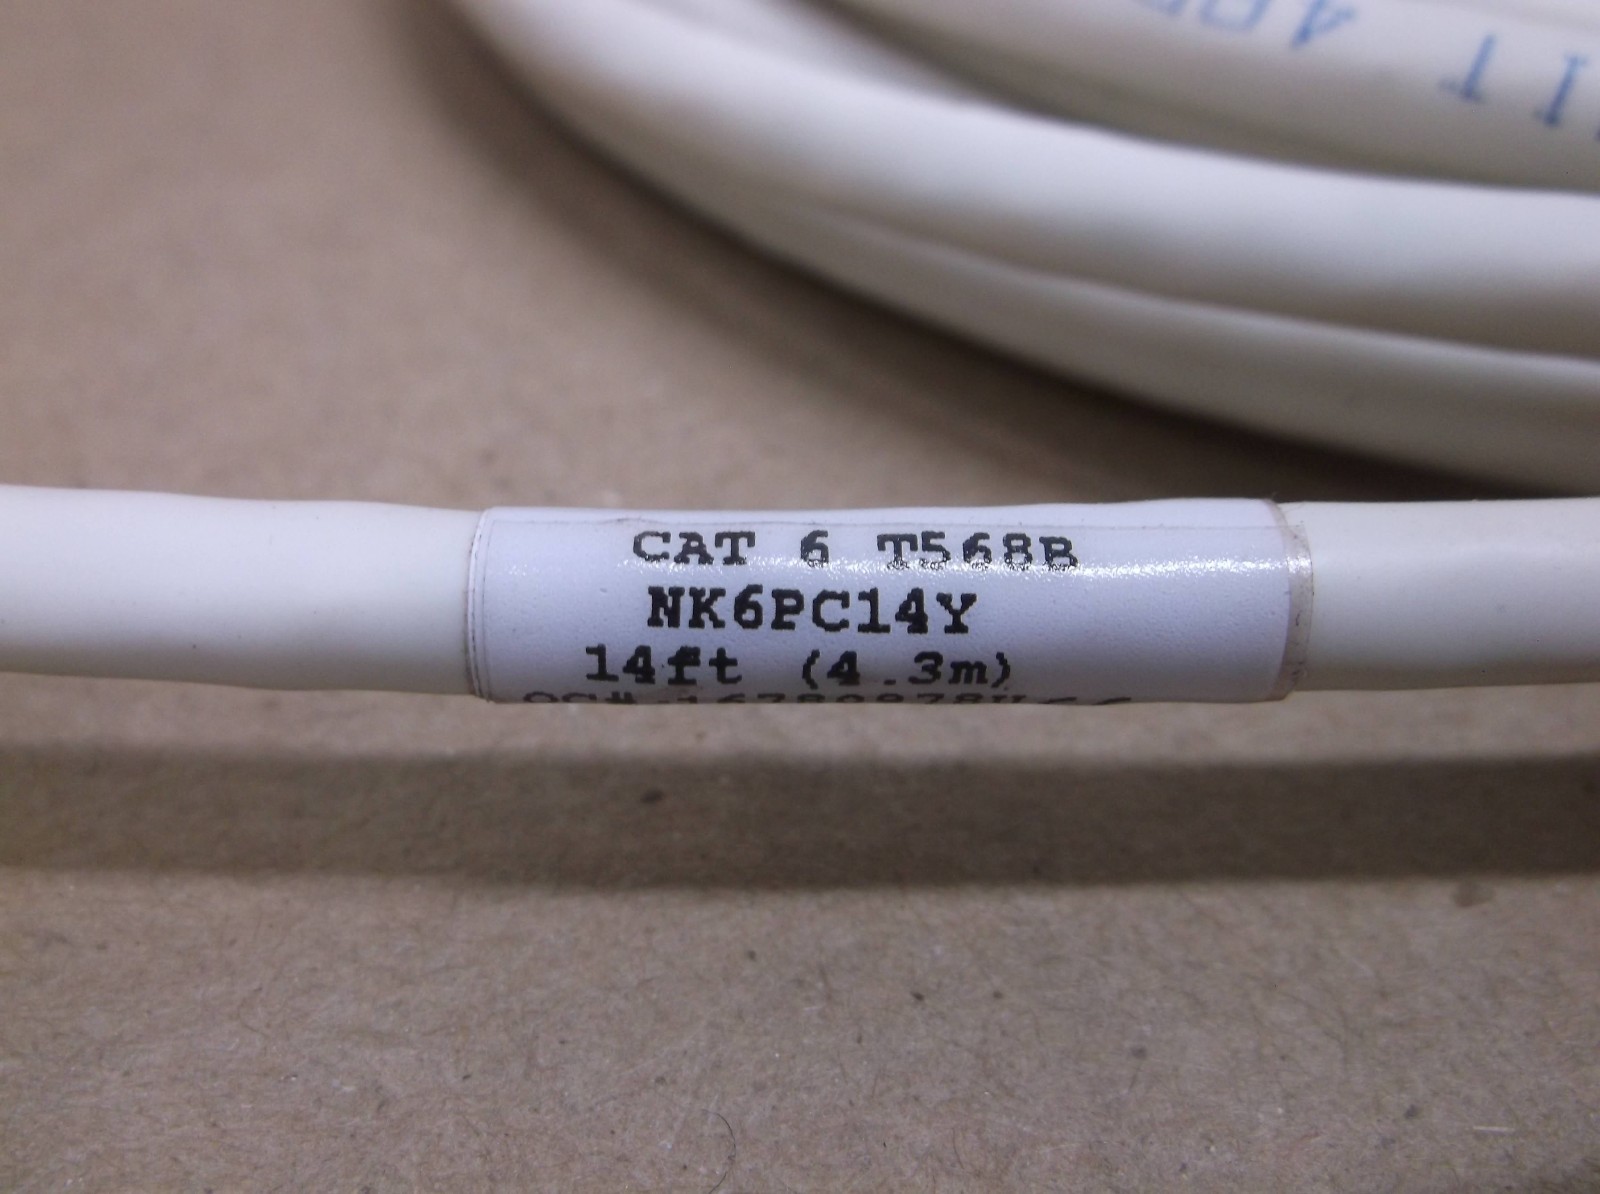 CAT 6 T568B
NK6PC14Y
14ft (4.3m)